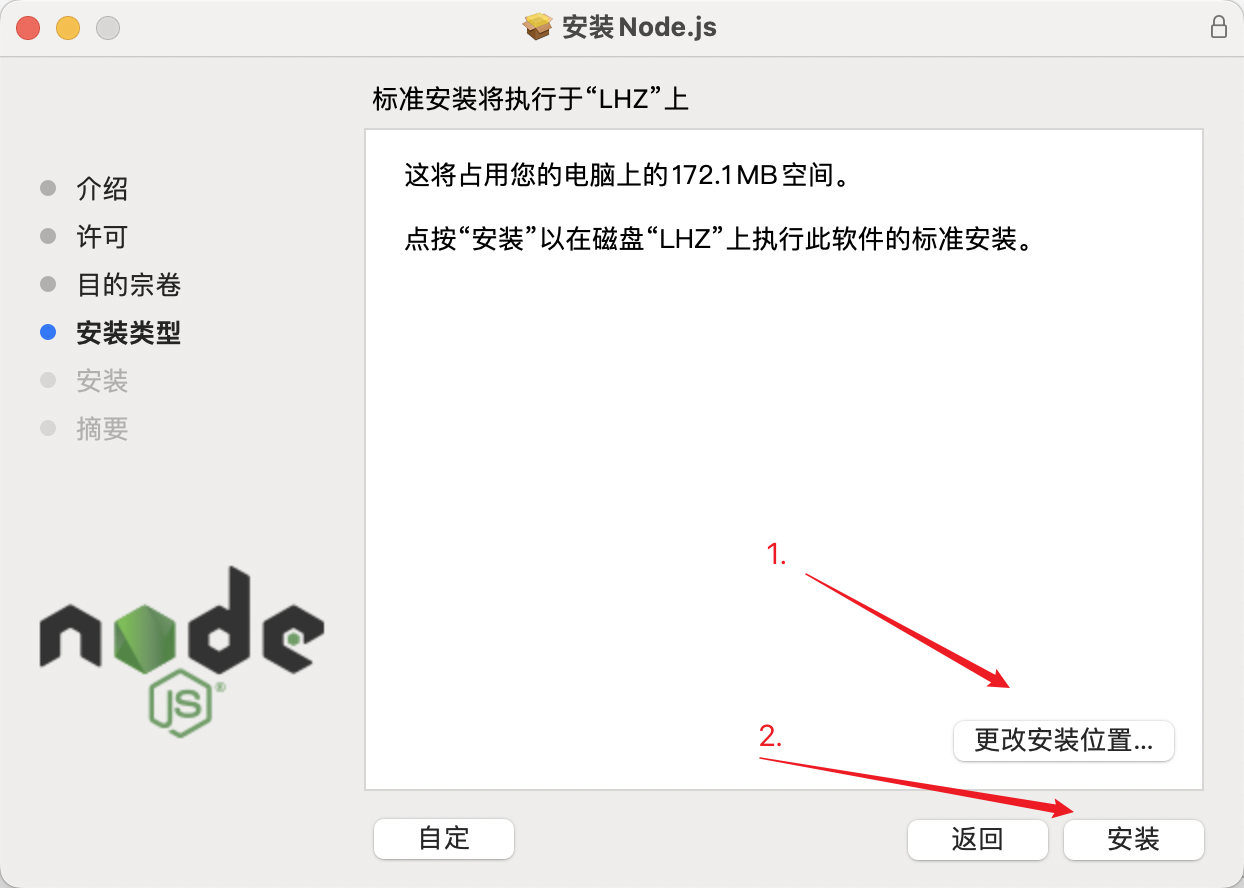 安装 Node.js
标准安装将执行于“LHZ”上
这将占用您的电脑上的172.1 MB 空间。
点按“安装”以在磁盘“LHZ”上执行此软件的标准安装。
介绍
许可
目的宗卷
安装类型
安装
摘要
node
JS®
1.
更改安装位置...
2.
自定
返回
安装